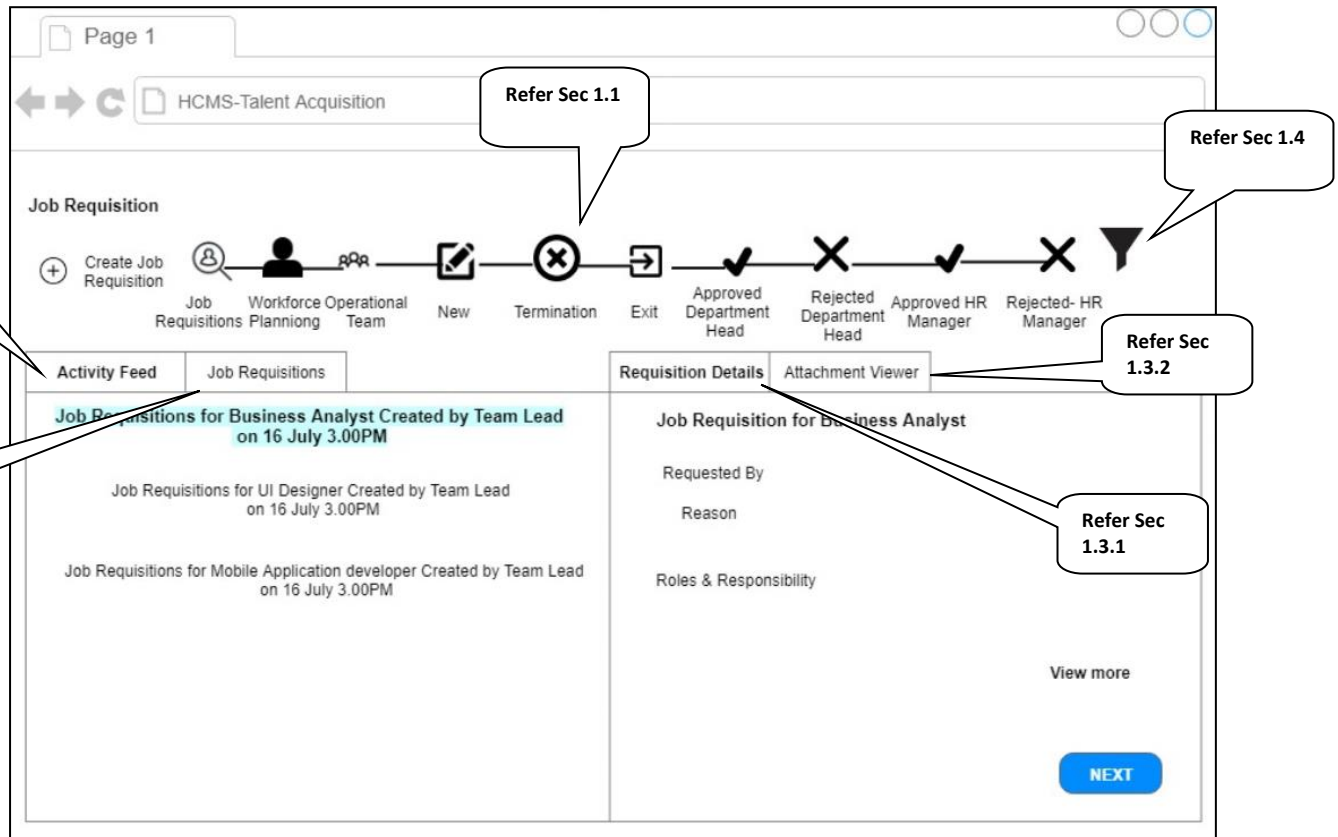 Page 1
HCMS-Talent Acquisition
Refer Sec 1.1
Refer Sec 1.4
Job Requisition
Create Job
Requisition
Job
Requisitions
Workforce
Planniong
Operational
Team
New
Termination
Exit
Approved
Department
Head
Rejected
Department
Head
Approved HR
Manager
Rejected- HR
Manager
Refer Sec
1.3.2
Activity Feed
Job Requisitions
Requisition Details
Attachment Viewer
Job Requisitions for Business Analyst Created by Team Lead
on 16 July 3.00PM
Job Requisitions for UI Designer Created by Team Lead
on 16 July 3.00PM
Job Requisitions for Mobile Application developer Created by Team Lead
on 16 July 3.00PM
Job Requisition for Business Analyst
Requested By
Reason
Roles & Responsibility
Refer Sec
1.3.1
View more
NEXT